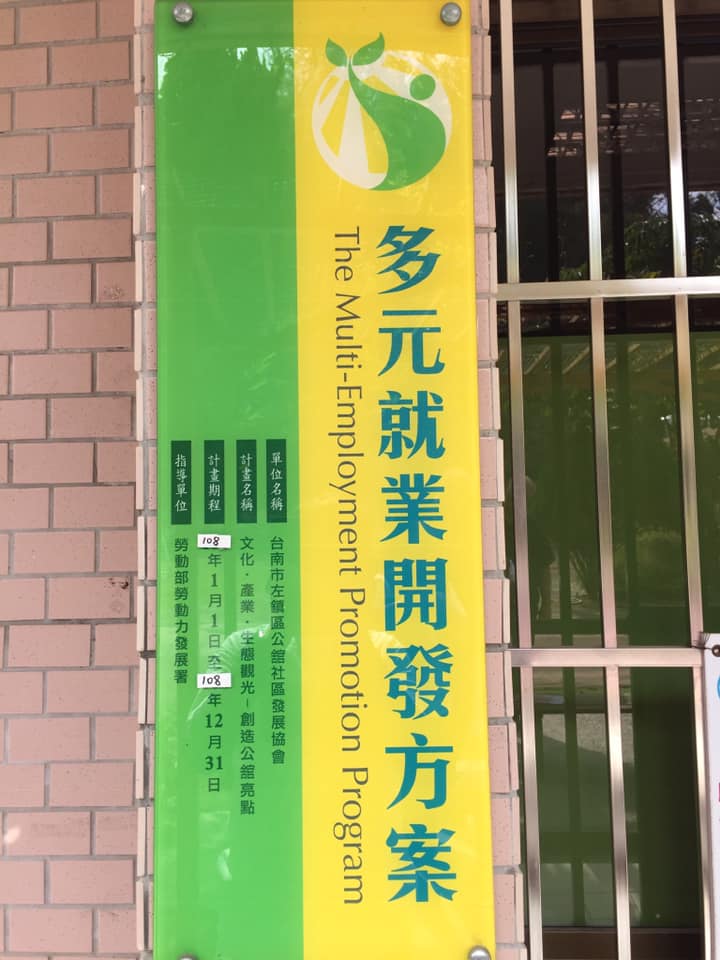 多元就業開發方案
The Multi-Employment Promotion Program
單位名稱 台南市左鎮區公舘社區發展協會
計畫名稱 文化·產業·生態觀光－創造公舘亮點
計畫期程 108年1月1日至108年12月31日
指導單位 勞動部勞動力發展署